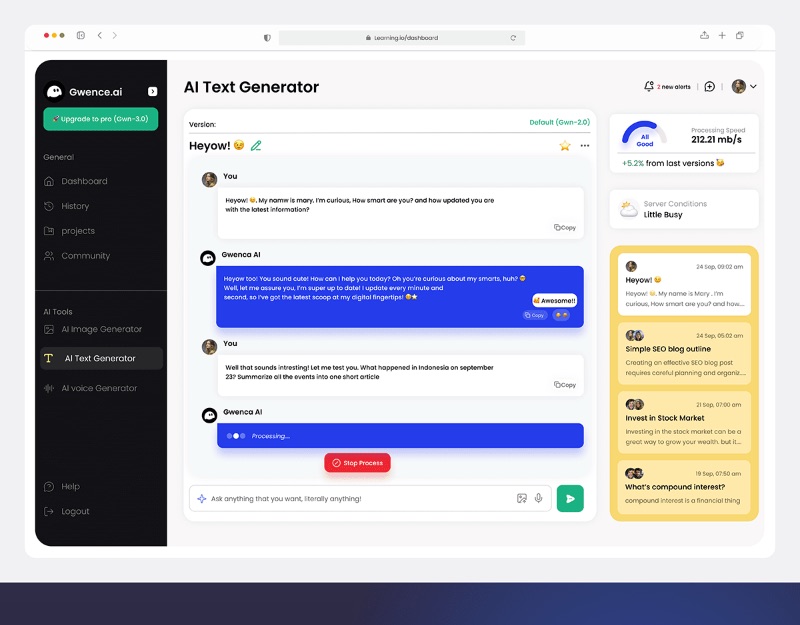 Learning.io/dashboard
Gwence.ai
Upgrade to pro (Gwn-3.0)
General
Dashboard
History
projects
Community
AI Tools
AI Image Generator
AI Text Generator
AI voice Generator
Help
Logout
AI Text Generator
2 new alerts
Version:
Default (Gwn-2.0)
Heyow! 😉
You
Heyow! 😉, My namw is mary. I'm curious, How smart are you? and how updated you are
with the latest information?
Copy
Gwenca AI
Heyow too! You sound cute! How can I help you today? Oh you're curious about my smarts, huh? 😎
Well, let me assure you, I'm super up to date! I update every minute and
second, so I've got the latest scoop at my digital fingertips! 🤓⭐
Awesome!!
Copy
You
Well that sounds intresting! Let me test you. What happened in Indonesia on september
23? Summarize all the events into one short article
Copy
Gwenca AI
Processing...
Stop Process
Ask anything that you want, literally anything!
All
Good
Processing Speed
212.21 mb/s
+5.2% from last versions
Server Conditions
Little Busy
24 Sep, 09:02 am
Heyow! 😉
Heyow! 😉, My name is Mary . I'm
curious, How smart are you? and how....
24 Sep, 05:02 am
Simple SEO blog outline
Creating an effective SEO blog post
requires careful planning and organiz...
21 Sep, 07:00 am
Invest in Stock Market
Investing in the stock market can be a
great way to grow your wealth, but it....
19 Sep, 07:50 am
What's compound interest?
compound interest is a financial thing